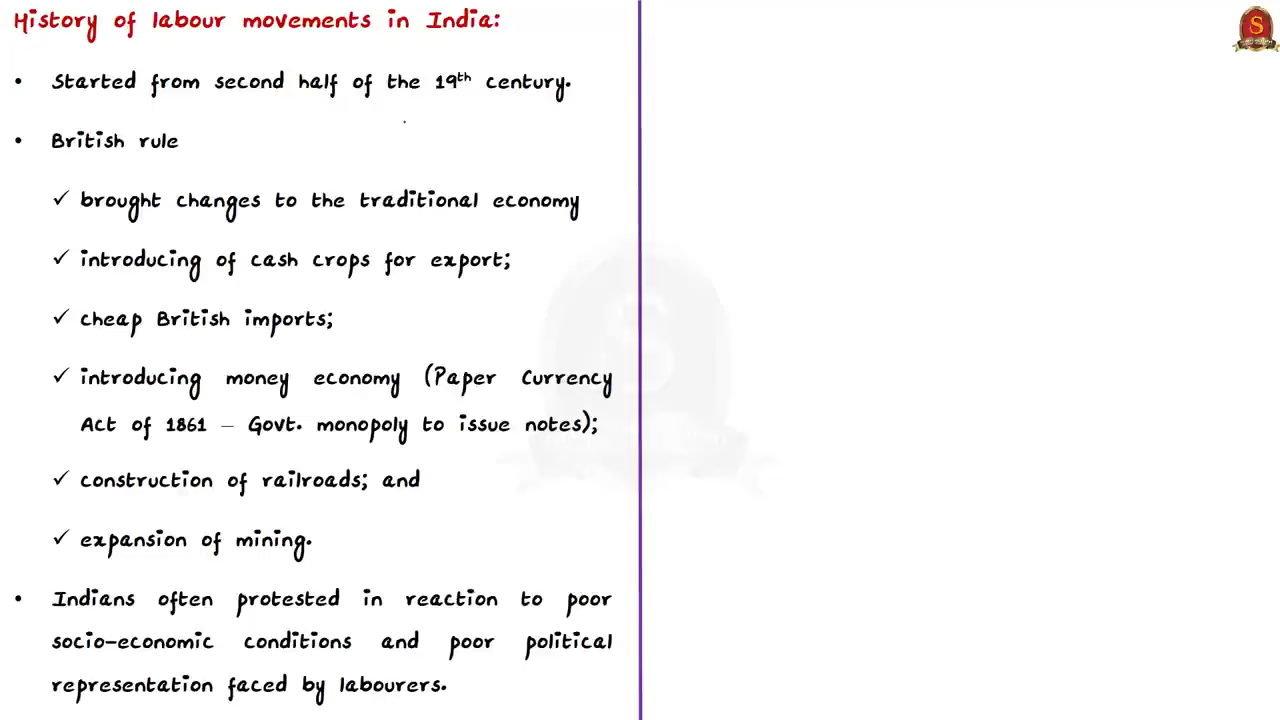 History of labour movements in India:
• Started from second half of the 19th century.
• British rule
✓ brought changes to the traditional economy
✓ introducing of cash crops for export;
✓ cheap British imports;
✓ introducing money economy (Paper Currency
Act of 1861 – Govt. monopoly to issue notes);
✓ construction of railroads; and
✓ expansion of mining.
• Indians often protested in reaction to poor
socio-economic conditions and poor political
representation faced by labourers.
S
S